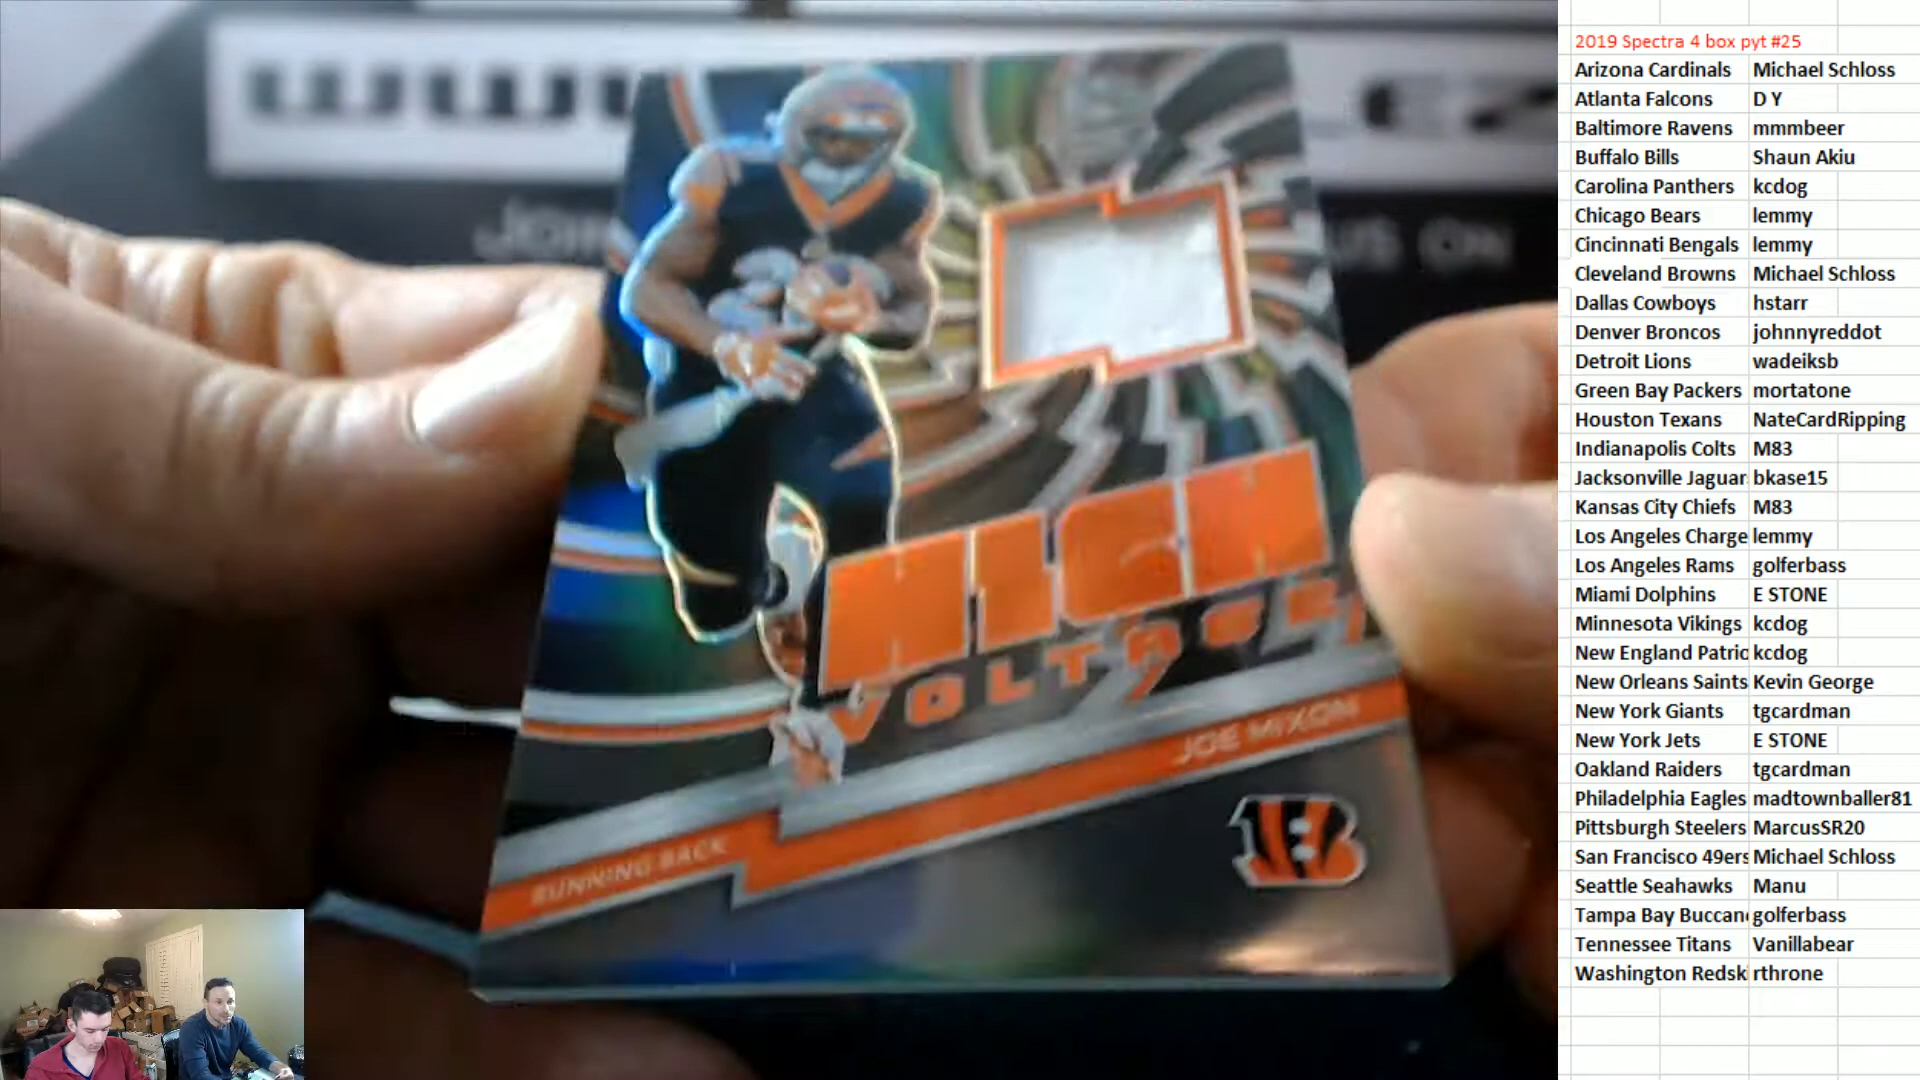 HIGH
VOLTAGE
JOE MIXON
RUNNING BACK
US ON
2019 Spectra 4 box pyt #25
Arizona Cardinals Michael Schloss
Atlanta Falcons D Y
Baltimore Ravens mmmbeer
Buffalo Bills Shaun Akiu
Carolina Panthers kcdog
Chicago Bears lemmy
Cincinnati Bengals lemmy
Cleveland Browns Michael Schloss
Dallas Cowboys hstarr
Denver Broncos johnnyreddot
Detroit Lions wadeiksb
Green Bay Packers mortatone
Houston Texans NateCardRipping
Indianapolis Colts M83
Jacksonville Jaguar bkase15
Kansas City Chiefs M83
Los Angeles Charge lemmy
Los Angeles Rams golferbass
Miami Dolphins E STONE
Minnesota Vikings kcdog
New England Patrio kcdog
New Orleans Saints Kevin George
New York Giants tgcardman
New York Jets E STONE
Oakland Raiders tgcardman
Philadelphia Eagles madtownballer81
Pittsburgh Steelers MarcusSR20
San Francisco 49ers Michael Schloss
Seattle Seahawks Manu
Tampa Bay Buccan golferbass
Tennessee Titans Vanillabear
Washington Redsk rthrone